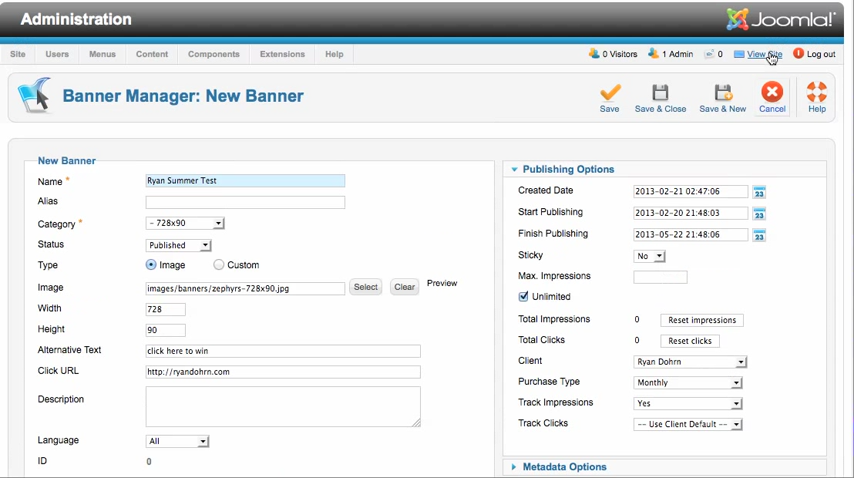 Administration
Joomla!
Site Users Menus Content Components Extensions Help 0 Visitors 1 Admin 0 View Site Log out
Banner Manager: New Banner
Save Save & Close Save & New Cancel Help
New Banner
Name * Ryan Summer Test
Alias
Category * - 728x90
Status Published
Type Image Custom
Image images/banners/zephyrs-728x90.jpg Select Clear Preview
Width 728
Height 90
Alternative Text click here to win
Click URL http://ryandohrn.com
Description
Language All
ID 0
Publishing Options
Created Date 2013-02-21 02:47:06 23
Start Publishing 2013-02-20 21:48:03 23
Finish Publishing 2013-05-22 21:48:06 23
Sticky No
Max. Impressions
Unlimited
Total Impressions 0 Reset impressions
Total Clicks 0 Reset clicks
Client Ryan Dohrn
Purchase Type Monthly
Track Impressions Yes
Track Clicks -- Use Client Default --
Metadata Options